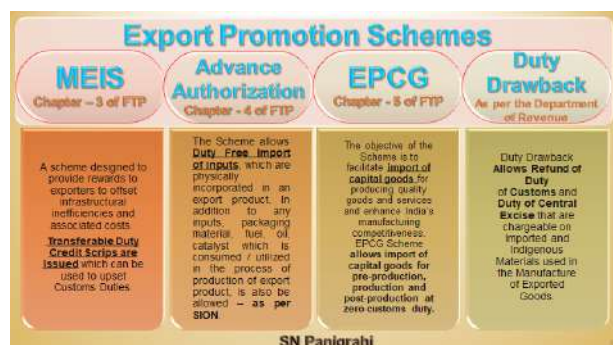 Export Promotion Schemes
MEIS
Chapter – 3 of FTP
Advance
Authorization
Chapter - 4 of FTP
EPCG
Chapter - 5 of FTP
Duty
Drawback
As per the Department
of Revenue
A scheme designed to
provide rewards to
exporters to offset
infrastructural
inefficiencies and
associated costs.
Transferable Duty
Credit Scrips are
Issued which can be
used to upset
Customs Duties
The Scheme allows
Duty Free Import
of Inputs, which are
physically
incorporated in an
export product. In
addition to any
inputs, packaging
material, fuel, oil,
catalyst which is
consumed / utilized
in the process of
production of export
product, is also be
allowed – as per
SION.
The objective of the
Scheme is to
facilitate import of
capital goods for
producing quality
goods and services
and enhance India's
manufacturing
competitiveness.
EPCG Scheme
allows import of
capital goods for
pre-production,
production and
post-production at
zero customs duty.
Duty Drawback
Allows Refund of
Duty
of Customs and
Duty of Central
Excise that are
chargeable on
Imported and
Indigenous
Materials used in
the Manufacture
of Exported
Goods.
SN Panigrahi